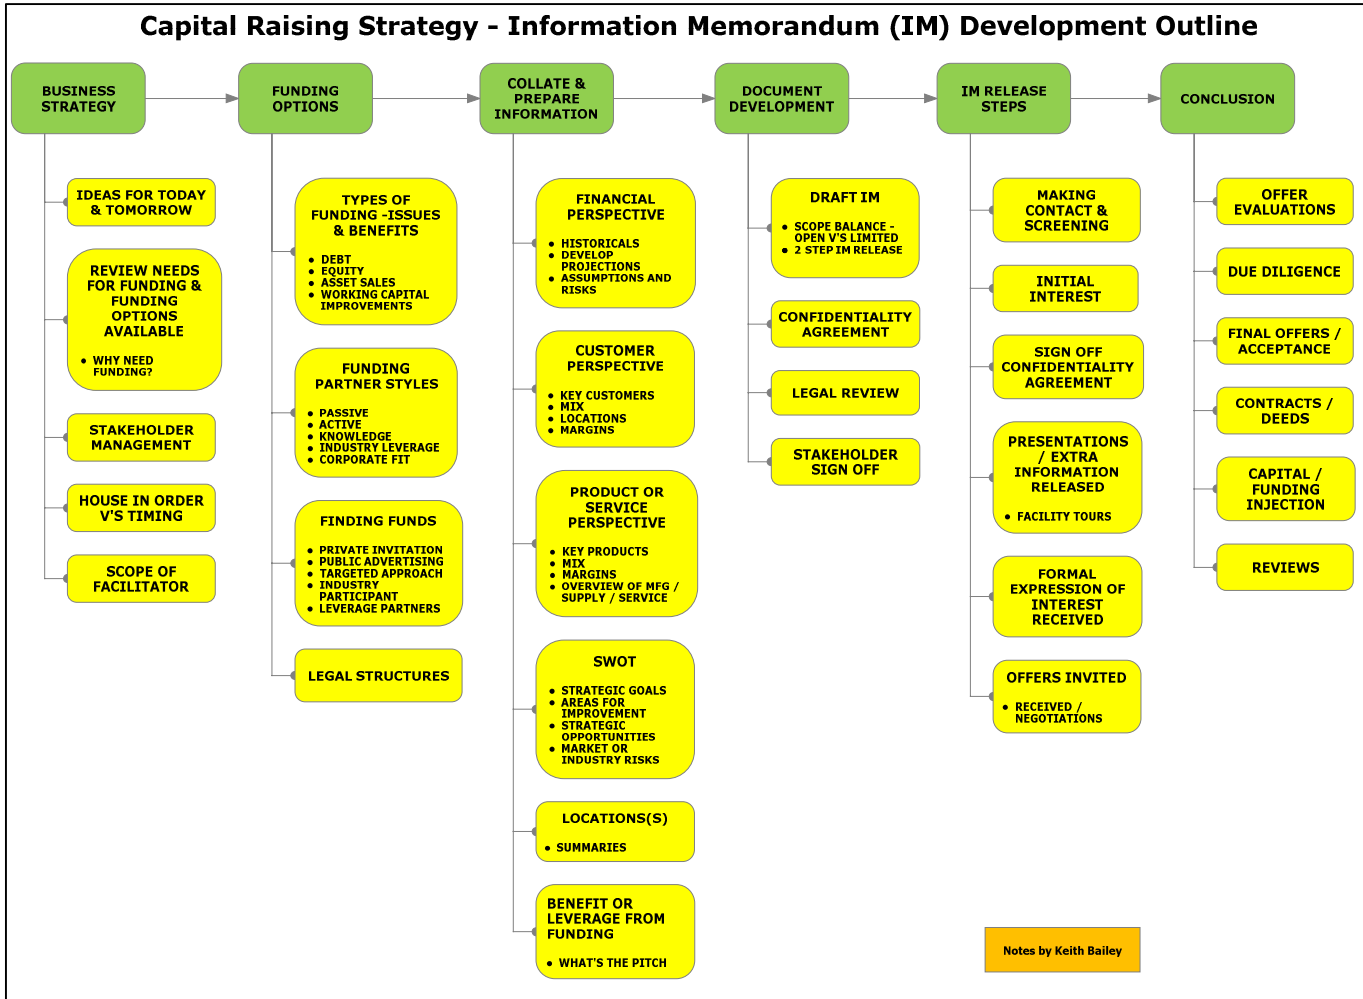 Capital Raising Strategy - Information Memorandum (IM) Development Outline
BUSINESS
STRATEGY
IDEAS FOR TODAY
& TOMORROW
REVIEW NEEDS
FOR FUNDING &
FUNDING
OPTIONS
AVAILABLE
• WHY NEED
FUNDING?
STAKEHOLDER
MANAGEMENT
HOUSE IN ORDER
V'S TIMING
SCOPE OF
FACILITATOR
FUNDING
OPTIONS
TYPES OF
FUNDING -ISSUES
& BENEFITS
• DEBT
• EQUITY
• ASSET SALES
• WORKING CAPITAL
IMPROVEMENTS
FUNDING
PARTNER STYLES
• PASSIVE
• ACTIVE
• KNOWLEDGE
• INDUSTRY LEVERAGE
• CORPORATE FIT
FINDING FUNDS
• PRIVATE INVITATION
• PUBLIC ADVERTISING
• TARGETED APPROACH
• INDUSTRY
PARTICIPANT
• LEVERAGE PARTNERS
LEGAL STRUCTURES
COLLATE &
PREPARE
INFORMATION
FINANCIAL
PERSPECTIVE
• HISTORICALS
• DEVELOP
PROJECTIONS
• ASSUMPTIONS AND
RISKS
CUSTOMER
PERSPECTIVE
• KEY CUSTOMERS
• MIX
• LOCATIONS
• MARGINS
PRODUCT OR
SERVICE
PERSPECTIVE
• KEY PRODUCTS
• MIX
• MARGINS
• OVERVIEW OF MFG /
SUPPLY / SERVICE
SWOT
• STRATEGIC GOALS
• AREAS FOR
IMPROVEMENT
• STRATEGIC
OPPORTUNITIES
• MARKET OR
INDUSTRY RISKS
LOCATIONS(S)
• SUMMARIES
BENEFIT OR
LEVERAGE FROM
FUNDING
• WHAT'S THE PITCH
DOCUMENT
DEVELOPMENT
DRAFT IM
• SCOPE BALANCE -
OPEN V'S LIMITED
• 2 STEP IM RELEASE
CONFIDENTIALITY
AGREEMENT
LEGAL REVIEW
STAKEHOLDER
SIGN OFF
IM RELEASE
STEPS
MAKING
CONTACT &
SCREENING
INITIAL
INTEREST
SIGN OFF
CONFIDENTIALITY
AGREEMENT
PRESENTATIONS
/ EXTRA
INFORMATION
RELEASED
• FACILITY TOURS
FORMAL
EXPRESSION OF
INTEREST
RECEIVED
OFFERS INVITED
• RECEIVED /
NEGOTIATIONS
CONCLUSION
OFFER
EVALUATIONS
DUE DILIGENCE
FINAL OFFERS /
ACCEPTANCE
CONTRACTS /
DEEDS
CAPITAL /
FUNDING
INJECTION
REVIEWS
Notes by Keith Bailey